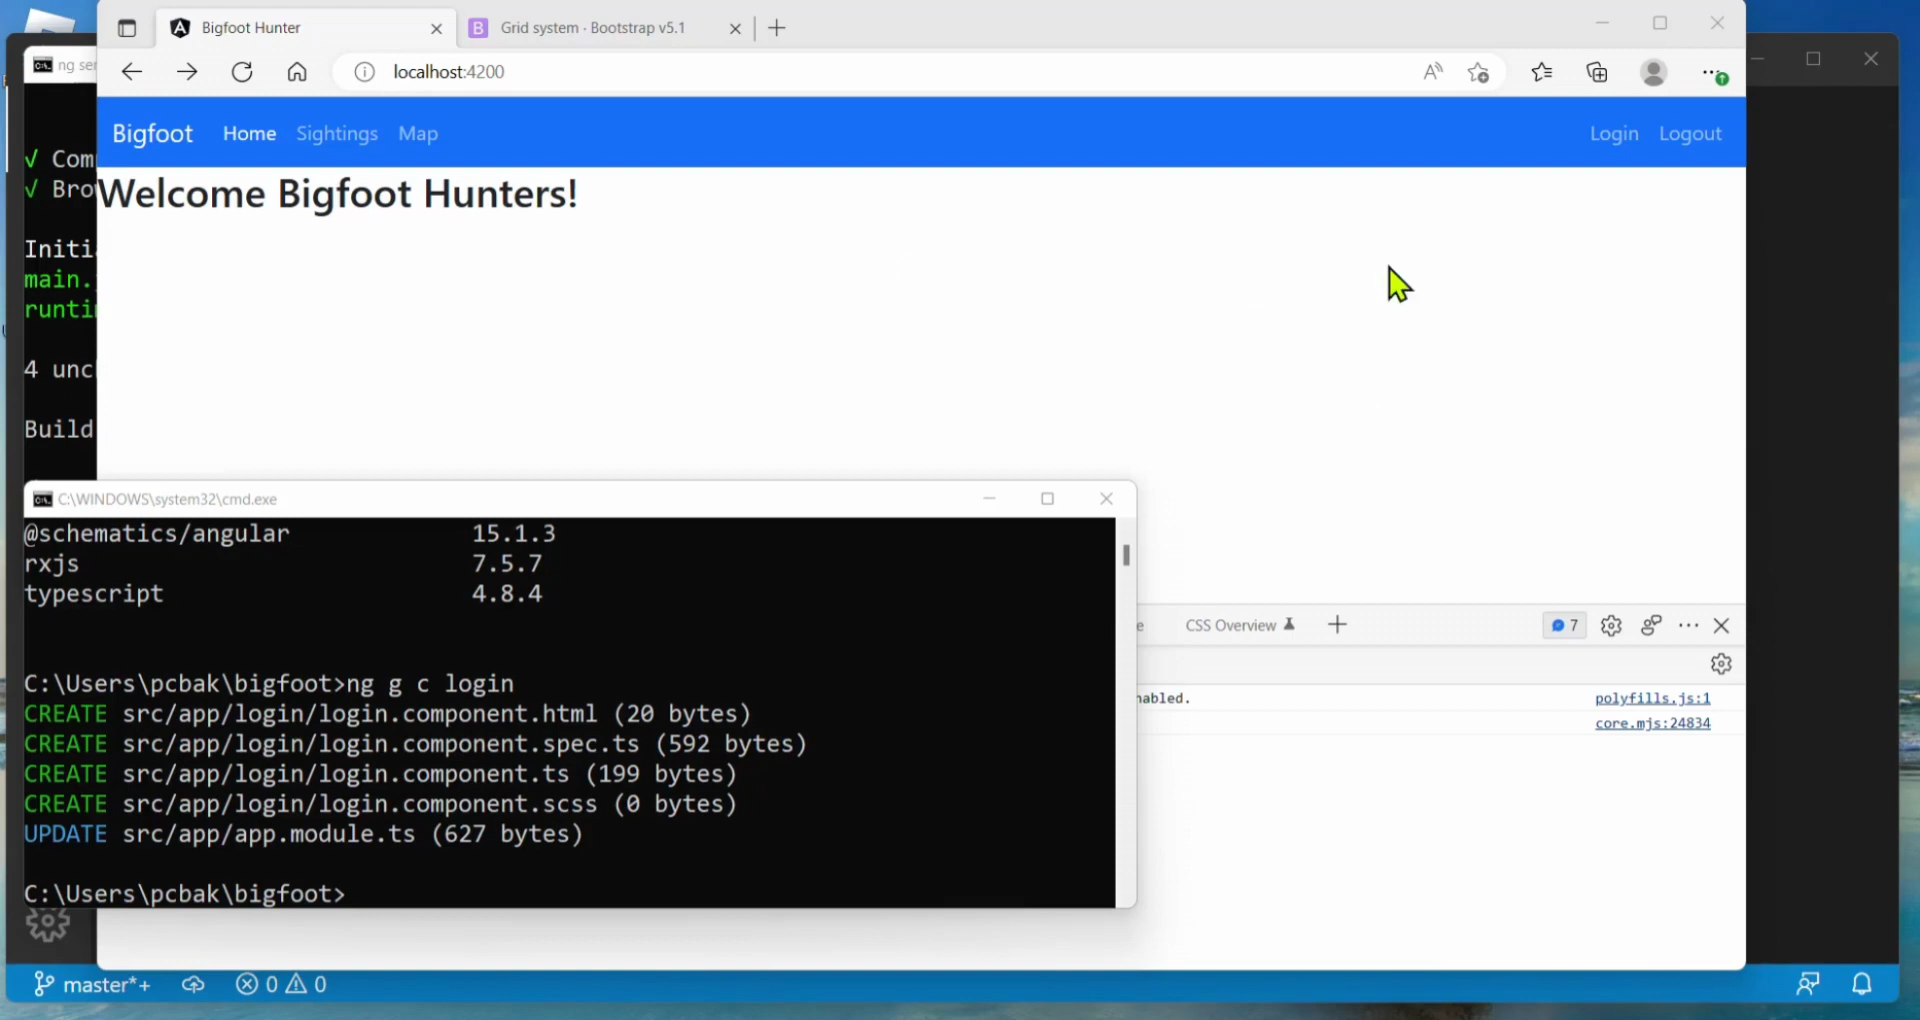 Bigfoot Hunter
Grid system · Bootstrap v5.1
ng ser
localhost:4200
Bigfoot Home Sightings Map Login Logout
Welcome Bigfoot Hunters!
√ Com
√ Brow
Initi
main.
runti
4 unc
Build
C:\WINDOWS\system32\cmd.exe
@schematics/angular 15.1.3
rxjs 7.5.7
typescript 4.8.4
C:\Users\pcbak\bigfoot>ng g c login
CREATE src/app/login/login.component.html (20 bytes)
CREATE src/app/login/login.component.spec.ts (592 bytes)
CREATE src/app/login/login.component.ts (199 bytes)
CREATE src/app/login/login.component.scss (0 bytes)
UPDATE src/app/app.module.ts (627 bytes)
C:\Users\pcbak\bigfoot>
e CSS Overview 7
nabled. polyfills.js:1
core.mjs:24834
master*+ 0 0